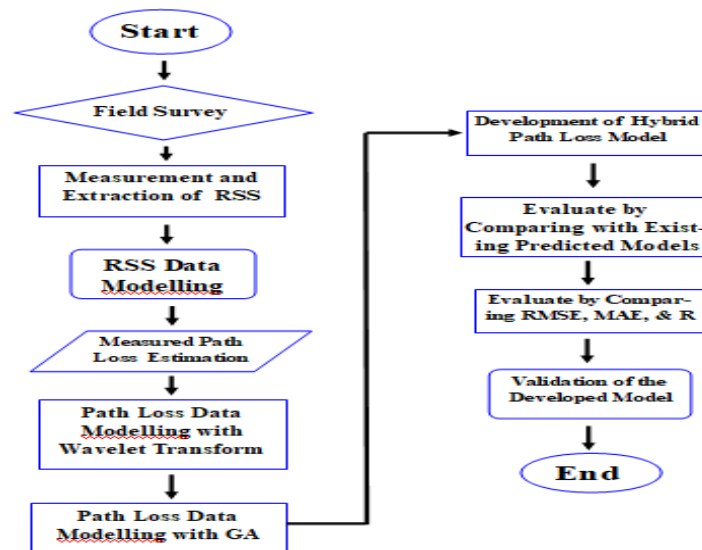 Start
Field Survey
Measurement and
Extraction of RSS
RSS Data
Modelling
Measured Path
Loss Estimation
Path Loss Data
Modelling with
Wavelet Transform
Path Loss Data
Modelling with GA
Development of Hybrid
Path Loss Model
Evaluate by
Comparing with Exist-
ing Predicted Models
Evaluate by Compar-
ing RMSE, MAE, & R
Validation of the
Developed Model
End